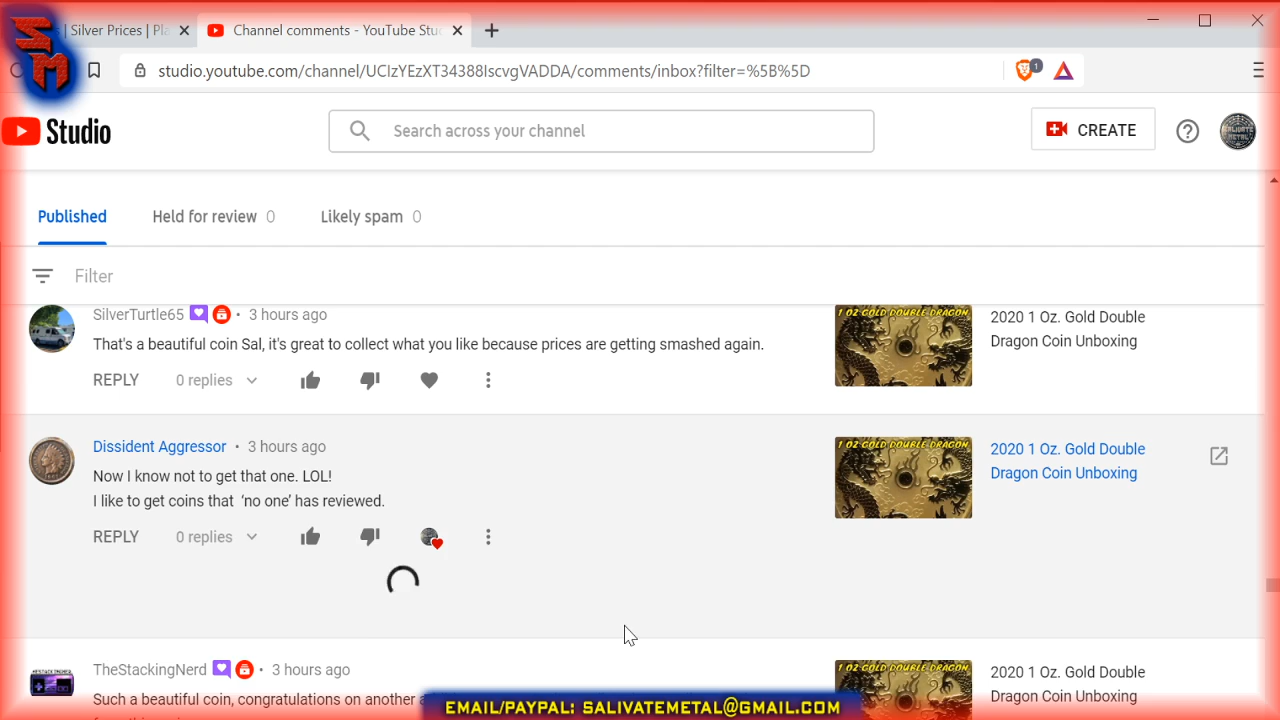 SM
| Silver Prices | Pla
Channel comments - YouTube Stud
studio.youtube.com/channel/UCIzYEzXT34388IscvgVADDA/comments/inbox?filter=%5B%5D
1
Studio
Search across your channel
CREATE
SALIVATE METAL
Published
Held for review 0
Likely spam 0
Filter
SilverTurtle65 • 3 hours ago
That's a beautiful coin Sal, it's great to collect what you like because prices are getting smashed again.
REPLY 0 replies
1 OZ GOLD DOUBLE DRAGON
2020 1 Oz. Gold Double
Dragon Coin Unboxing
Dissident Aggressor • 3 hours ago
Now I know not to get that one. LOL!
I like to get coins that ‘no one’ has reviewed.
REPLY 0 replies
1 OZ GOLD DOUBLE DRAGON
2020 1 Oz. Gold Double
Dragon Coin Unboxing
TheStackingNerd • 3 hours ago
Such a beautiful coin, congratulations on another
1 OZ GOLD DOUBLE DRAGON
2020 1 Oz. Gold Double
Dragon Coin Unboxing
EMAIL/PAYPAL: SALIVATEMETAL@GMAIL.COM